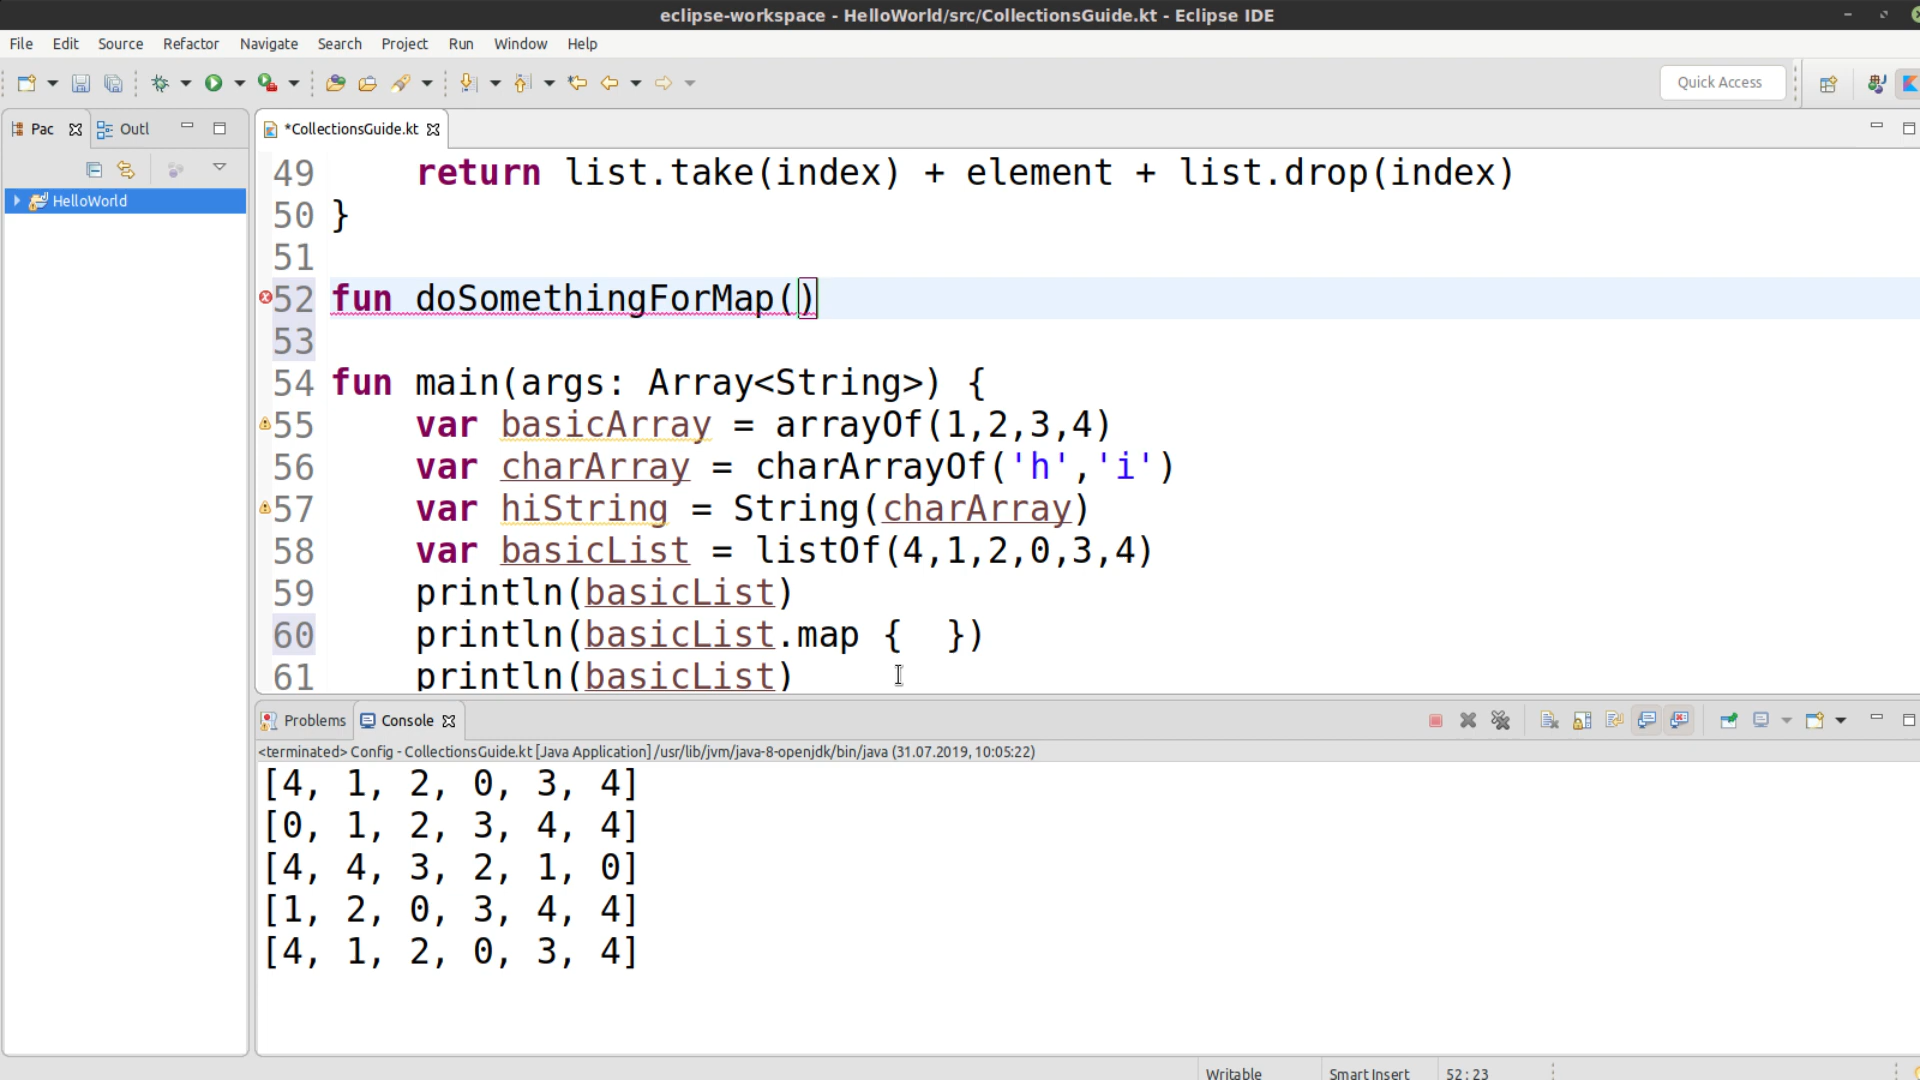 eclipse-workspace - HelloWorld/src/CollectionsGuide.kt - Eclipse IDE
File Edit Source Refactor Navigate Search Project Run Window Help
Quick Access
Pac Outl *CollectionsGuide.kt
HelloWorld
49 return list.take(index) + element + list.drop(index)
50 }
51
52 fun doSomethingForMap()
53
54 fun main(args: Array<String>) {
55 var basicArray = arrayOf(1,2,3,4)
56 var charArray = charArrayOf('h','i')
57 var hiString = String(charArray)
58 var basicList = listOf(4,1,2,0,3,4)
59 println(basicList)
60 println(basicList.map {  })
61 println(basicList)
Problems Console
<terminated> Config - CollectionsGuide.kt [Java Application] /usr/lib/jvm/java-8-openjdk/bin/java (31.07.2019, 10:05:22)
[4, 1, 2, 0, 3, 4]
[0, 1, 2, 3, 4, 4]
[4, 4, 3, 2, 1, 0]
[1, 2, 0, 3, 4, 4]
[4, 1, 2, 0, 3, 4]
Writable Smart Insert 52 : 23